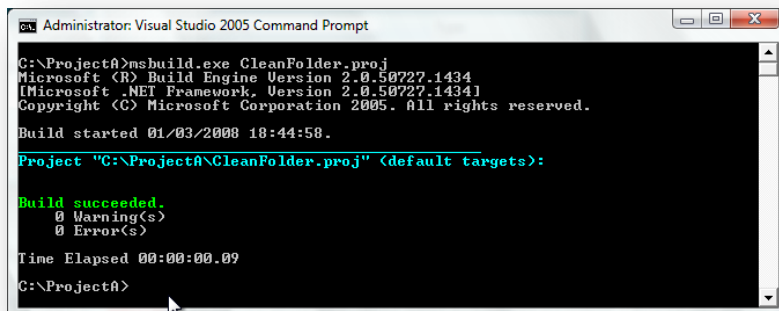 Administrator: Visual Studio 2005 Command Prompt
C:\ProjectA>msbuild.exe CleanFolder.proj
Microsoft (R) Build Engine Version 2.0.50727.1434
[Microsoft .NET Framework, Version 2.0.50727.1434]
Copyright (C) Microsoft Corporation 2005. All rights reserved.
Build started 01/03/2008 18:44:58.
Project "C:\ProjectA\CleanFolder.proj" (default targets):
Build succeeded.
0 Warning(s)
0 Error(s)
Time Elapsed 00:00:00.09
C:\ProjectA>